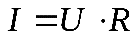 I = U · R